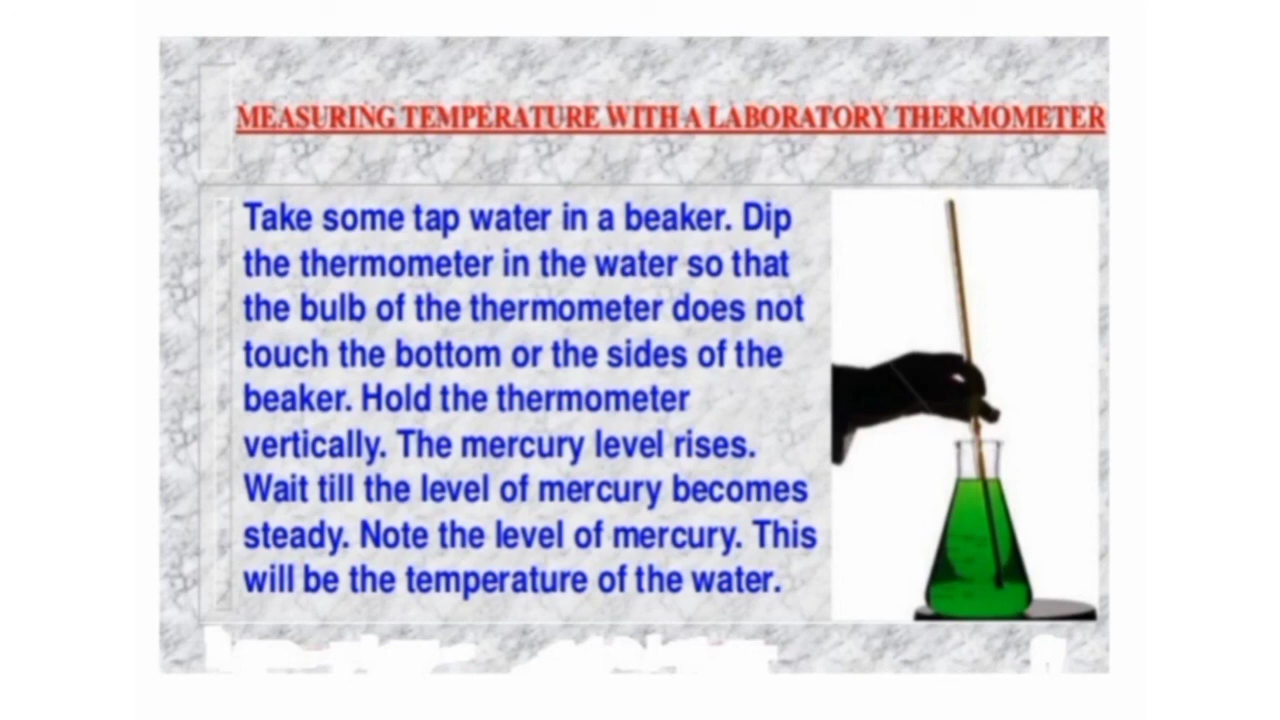 MEASURING TEMPERATURE WITH A LABORATORY THERMOMETER
Take some tap water in a beaker. Dip
the thermometer in the water so that
the bulb of the thermometer does not
touch the bottom or the sides of the
beaker. Hold the thermometer
vertically. The mercury level rises.
Wait till the level of mercury becomes
steady. Note the level of mercury. This
will be the temperature of the water.